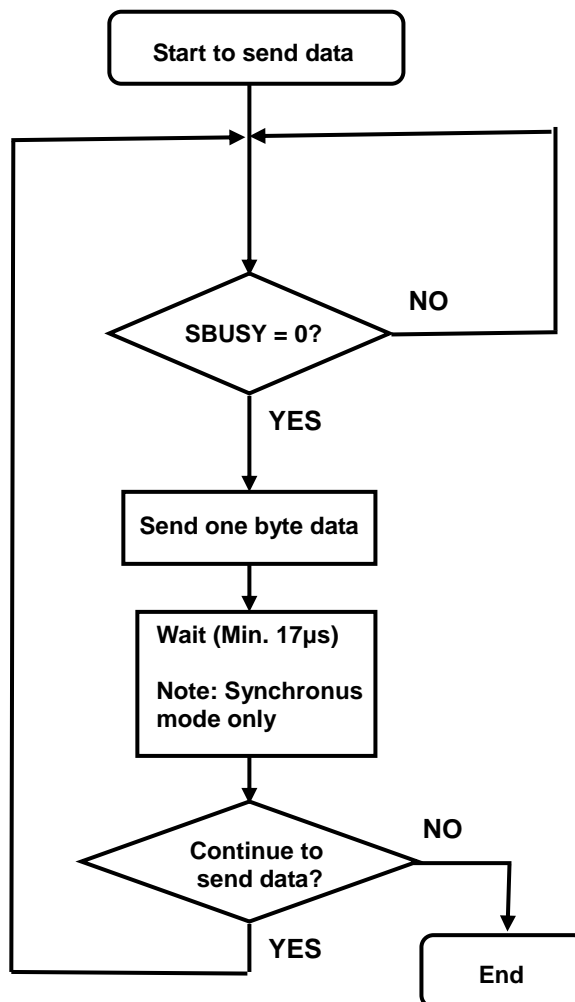 Start to send data
SBUSY = 0?
NO
YES
Send one byte data
Wait (Min. 17µs)
Note: Synchronus
mode only
Continue to
send data?
NO
YES
End